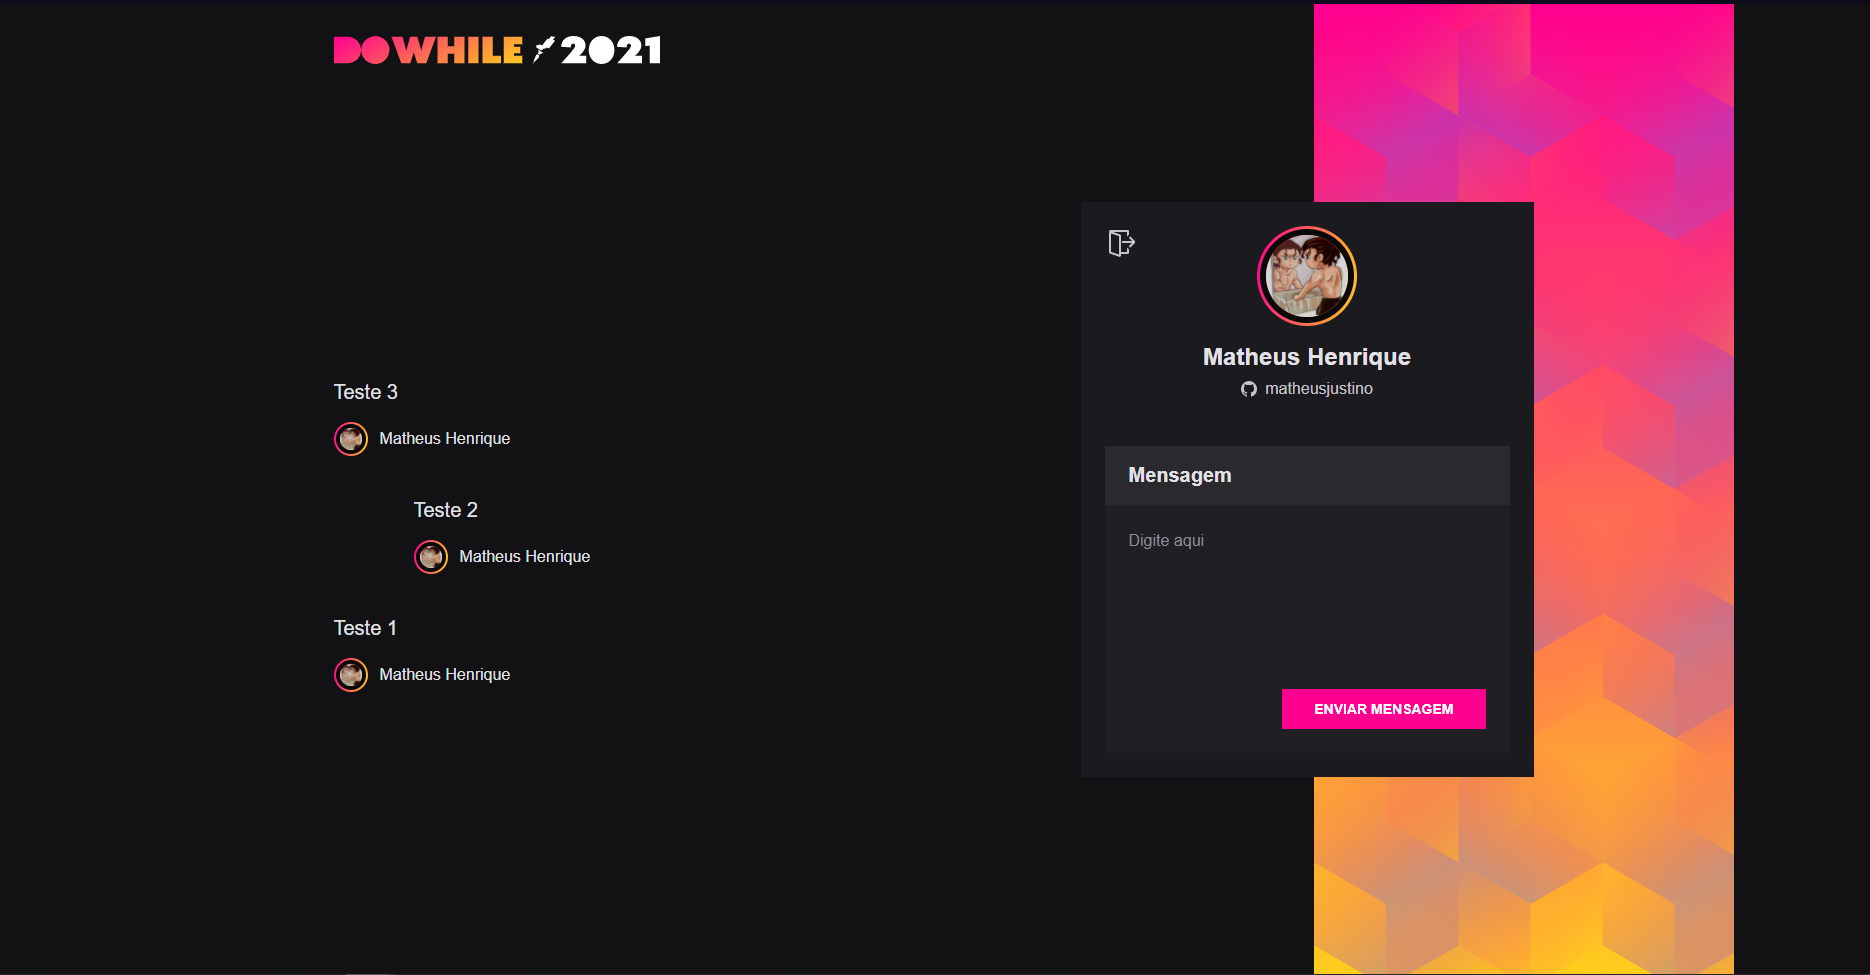 DOWHILE 2021
Teste 3
Matheus Henrique
Teste 2
Matheus Henrique
Teste 1
Matheus Henrique
Matheus Henrique
matheusjustino
Mensagem
Digite aqui
ENVIAR MENSAGEM